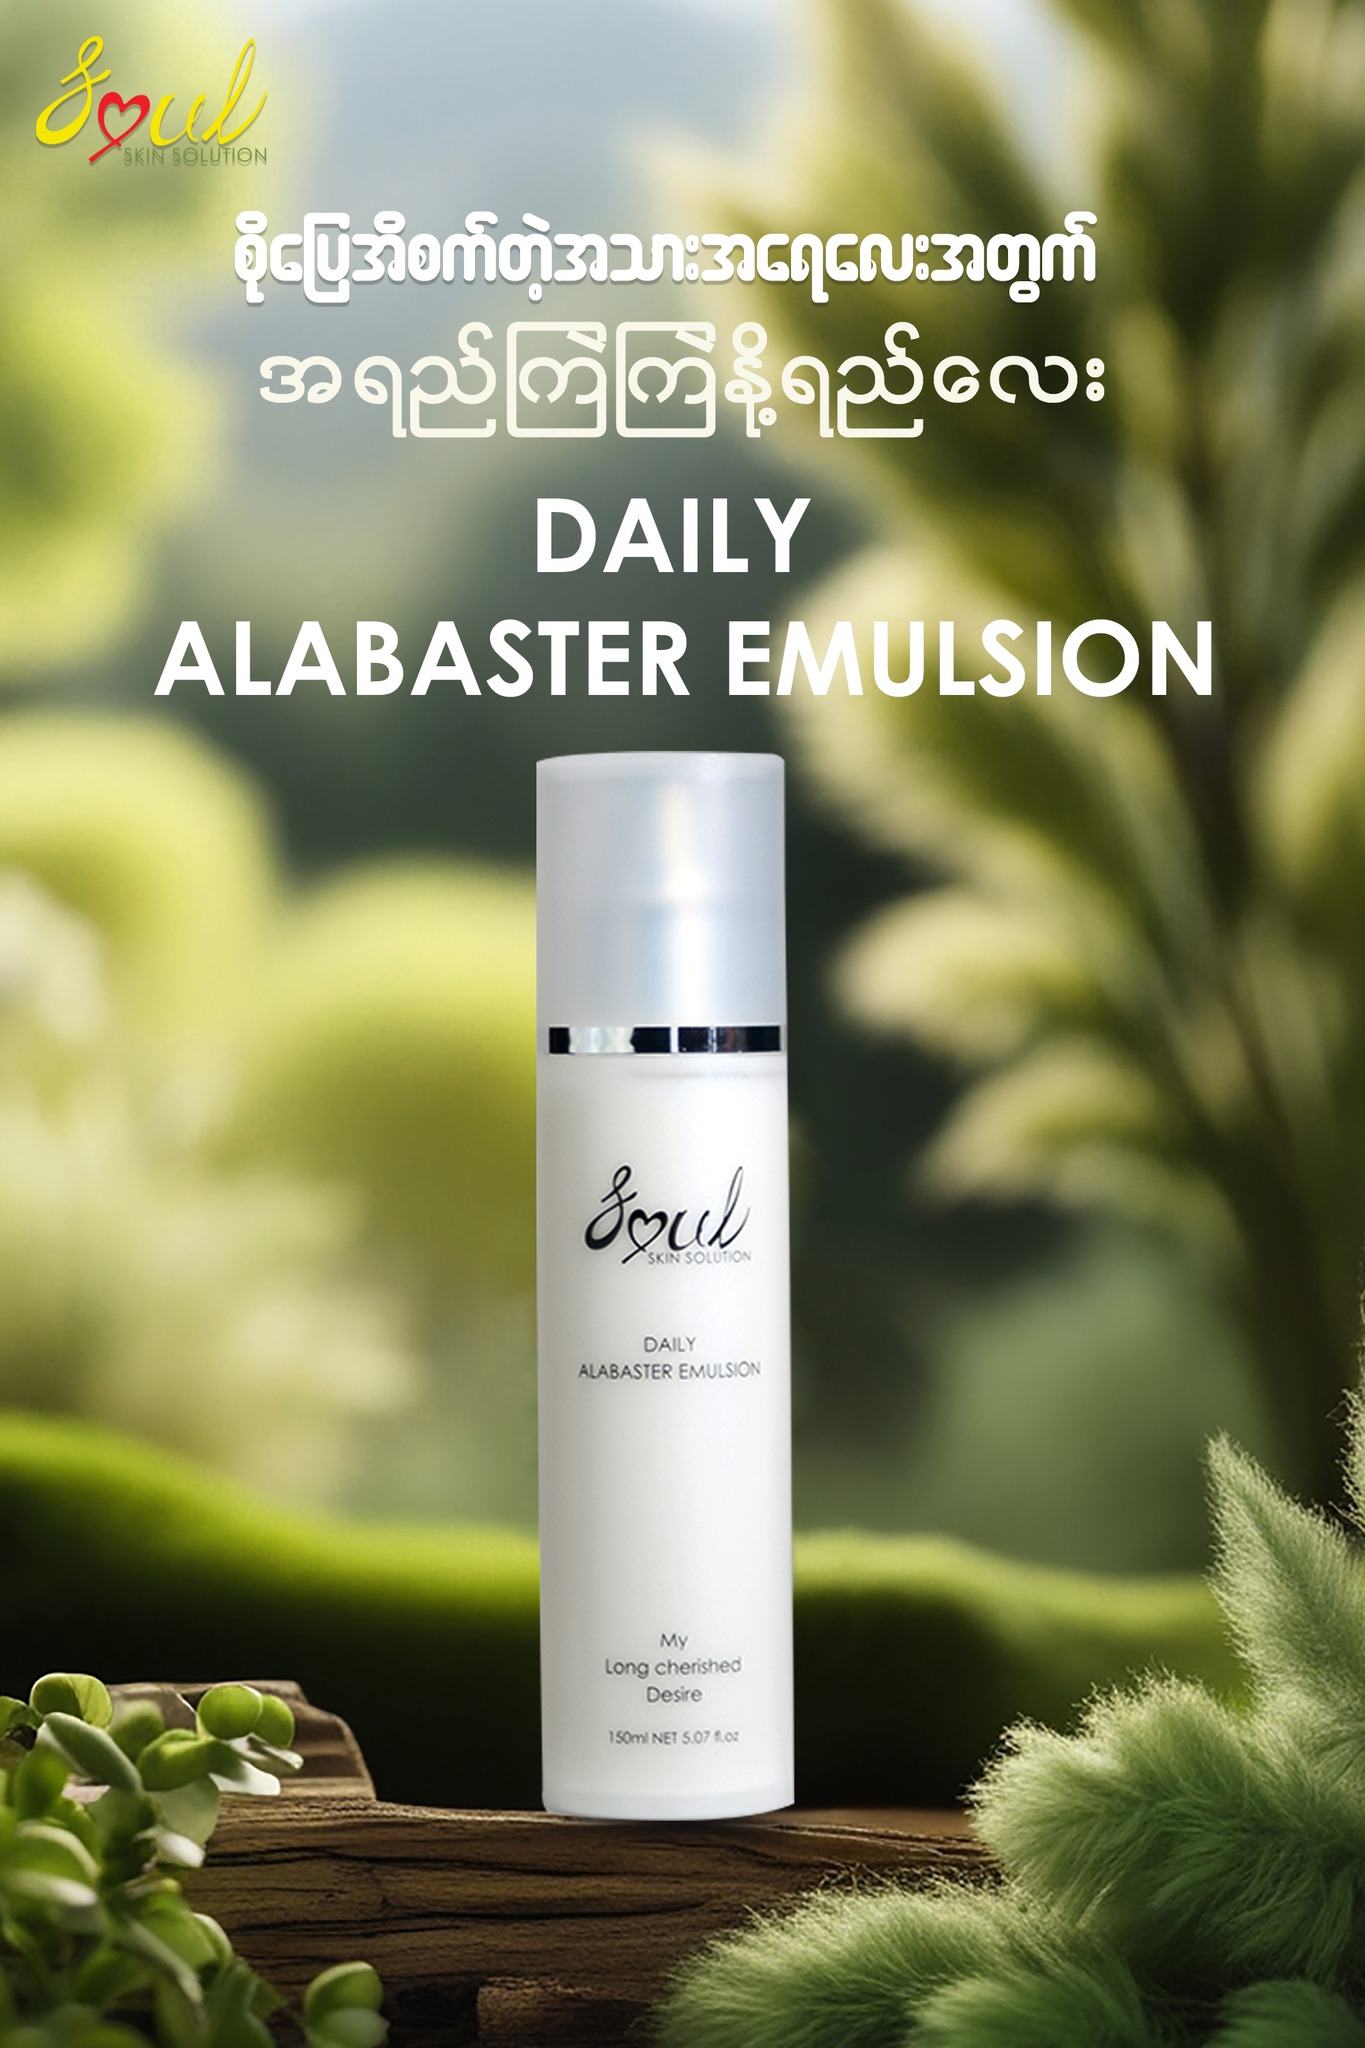 Soul
SKIN SOLUTION
စိုပြေအိစက်တဲ့အသားအရေလေးအတွက်
အရည်ကြဲကြဲနို့ရည်လေး
DAILY
ALABASTER EMULSION
Soul
SKIN SOLUTION
DAILY
ALABASTER EMULSION
My
Long cherished
Desire
150ml NET 5.07 fl.oz